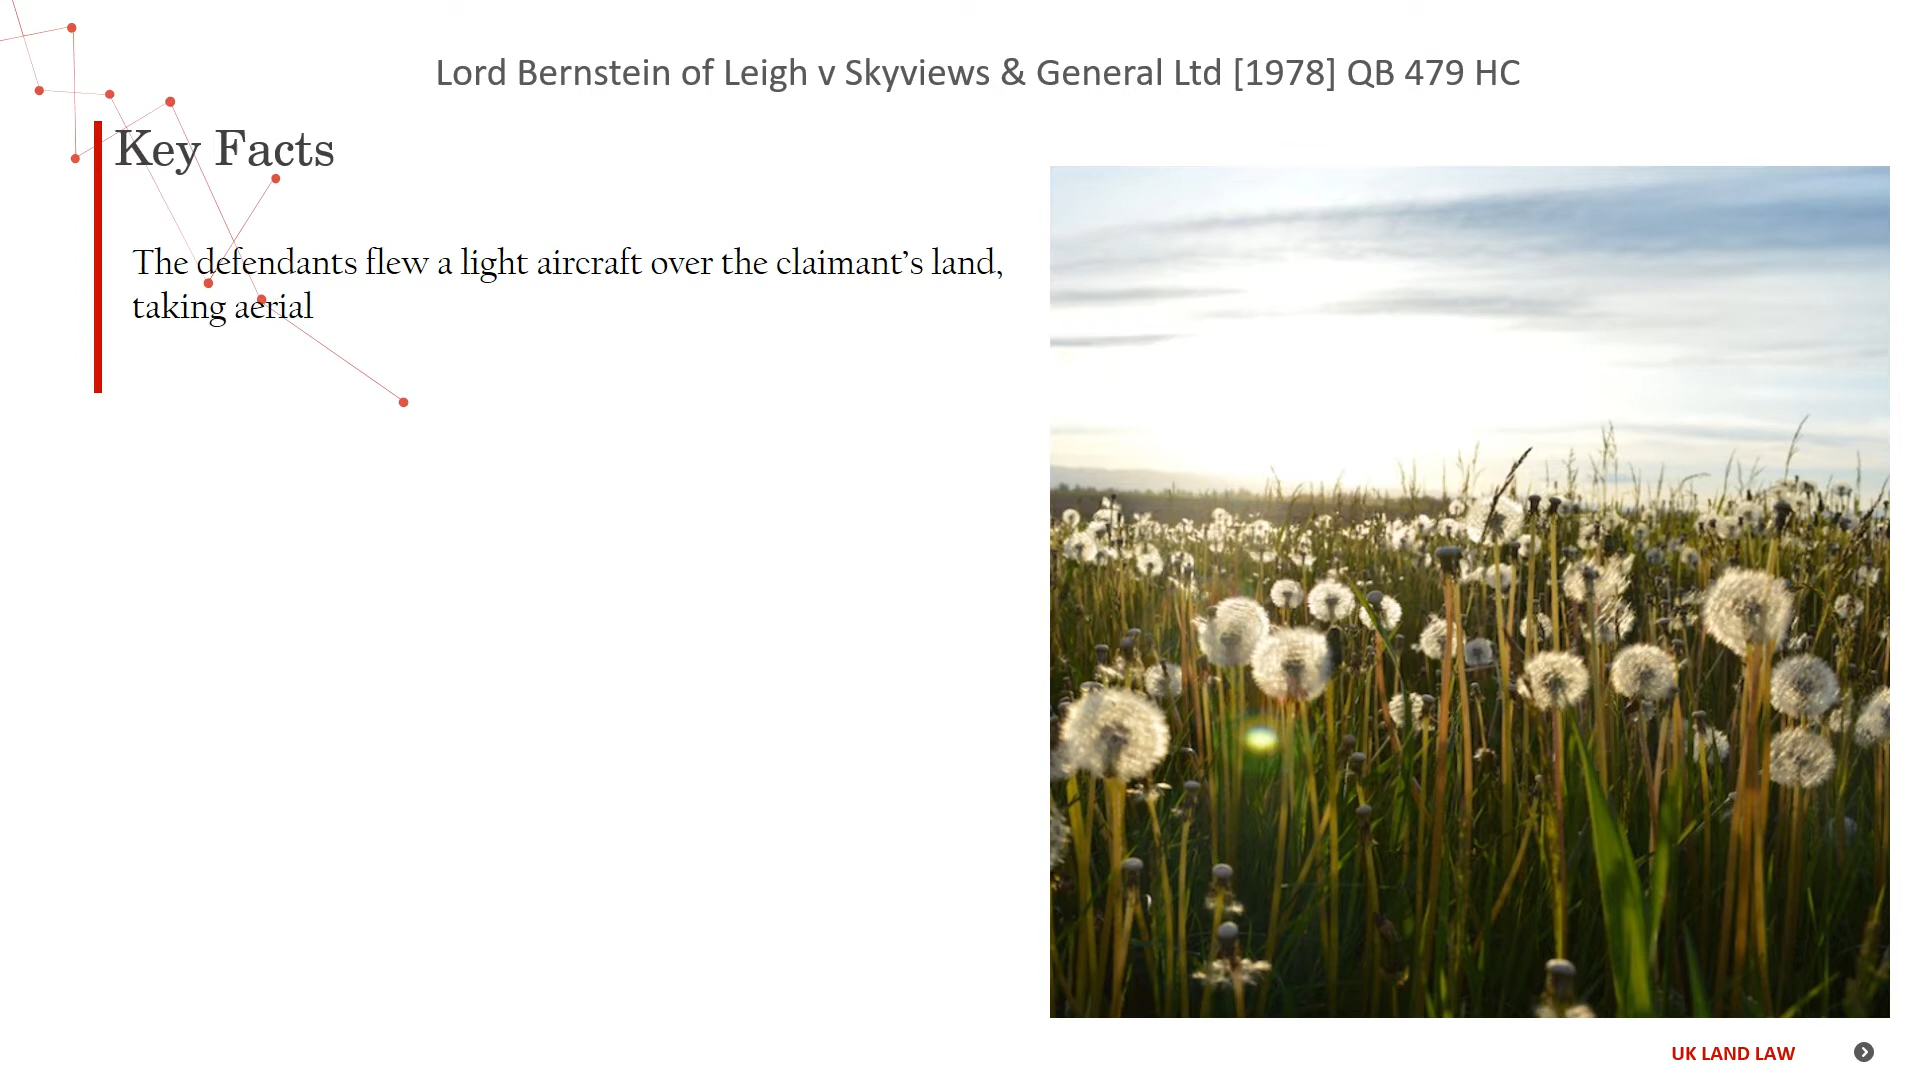 Lord Bernstein of Leigh v Skyviews & General Ltd [1978] QB 479 HC
Key Facts
The defendants flew a light aircraft over the claimant’s land,
taking aerial
UK LAND LAW